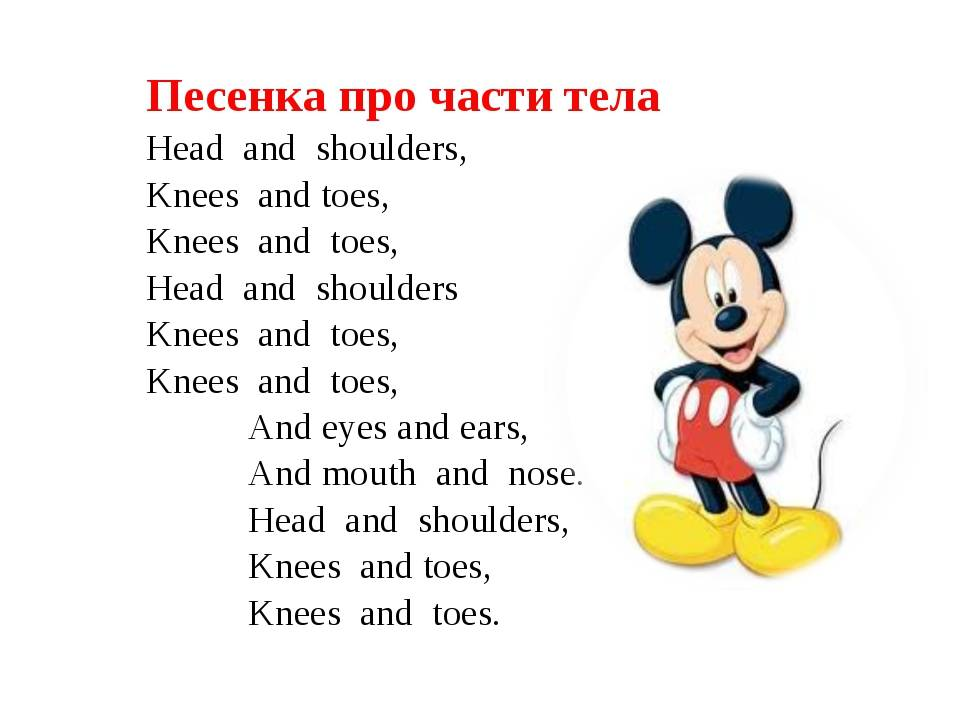 Песенка про части тела
Head and shoulders,
Knees and toes,
Knees and toes,
Head and shoulders
Knees and toes,
Knees and toes,
And eyes and ears,
And mouth and nose.
Head and shoulders,
Knees and toes,
Knees and toes.